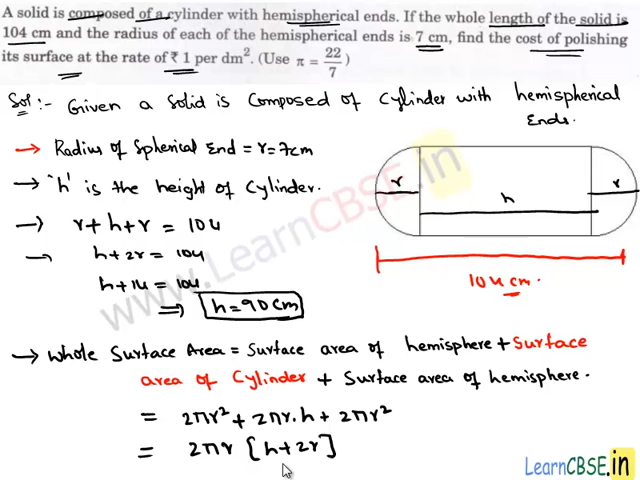 A solid is composed of a cylinder with hemispherical ends. If the whole length of the solid is
104 cm and the radius of each of the hemispherical ends is 7 cm, find the cost of polishing
its surface at the rate of ₹ 1 per dm². (Use π = 22/7)
Sol :- Given a Solid is Composed of Cylinder with hemispherical
Ends.
→ Radius of Spherical End = r = 7cm
→ 'h' is the height of Cylinder.
r h r
→ r + h + r = 104
→ h + 2r = 104
h + 14 = 104
104 cm.
⇒ h = 90 cm
→ Whole Surface Area = Surface area of hemisphere + Surface
area of Cylinder + Surface area of hemisphere.
= 2πr² + 2πr.h + 2πr²
= 2πr [h + 2r]
www.LearnCBSE.in
LearnCBSE.in